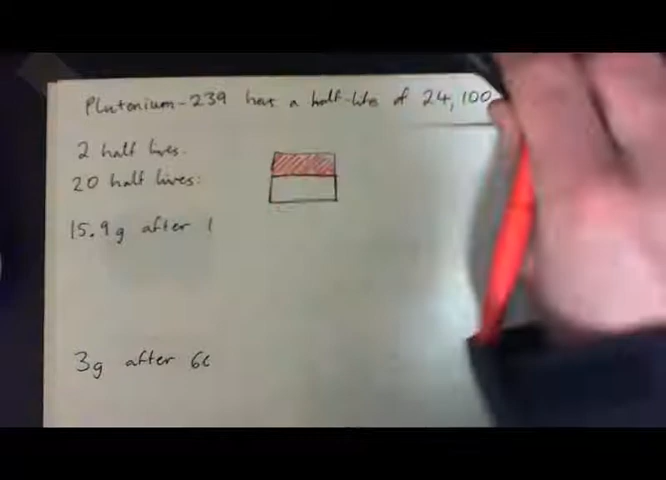 Plutonium-239 has a half-life of 24,100
2 half lives.
20 half lives:
15.9g after 1
3g after